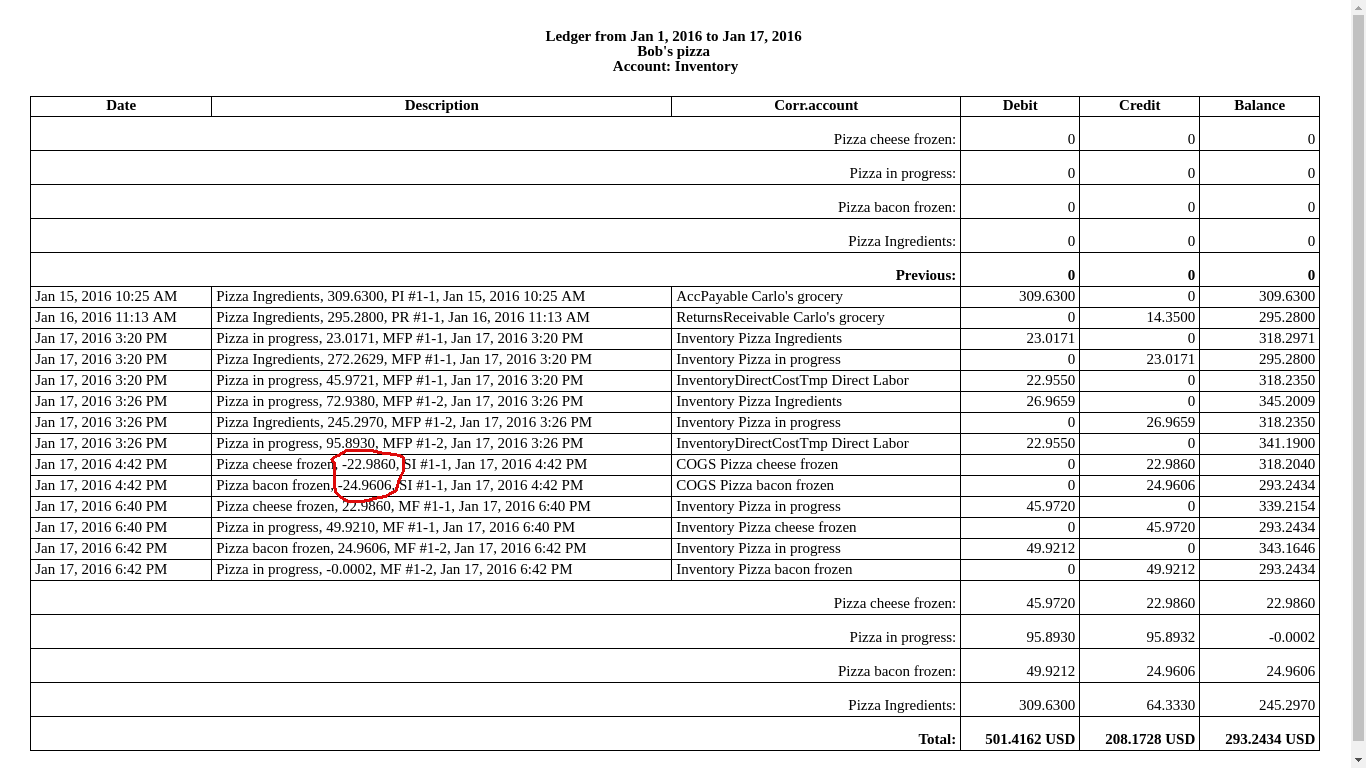 Ledger from Jan 1, 2016 to Jan 17, 2016
Bob's pizza
Account: Inventory
Date Description Corr.account Debit Credit Balance
Pizza cheese frozen: 0 0 0
Pizza in progress: 0 0 0
Pizza bacon frozen: 0 0 0
Pizza Ingredients: 0 0 0
Previous: 0 0 0
Jan 15, 2016 10:25 AM Pizza Ingredients, 309.6300, PI #1-1, Jan 15, 2016 10:25 AM AccPayable Carlo's grocery 309.6300 0 309.6300
Jan 16, 2016 11:13 AM Pizza Ingredients, 295.2800, PR #1-1, Jan 16, 2016 11:13 AM ReturnsReceivable Carlo's grocery 0 14.3500 295.2800
Jan 17, 2016 3:20 PM Pizza in progress, 23.0171, MFP #1-1, Jan 17, 2016 3:20 PM Inventory Pizza Ingredients 23.0171 0 318.2971
Jan 17, 2016 3:20 PM Pizza Ingredients, 272.2629, MFP #1-1, Jan 17, 2016 3:20 PM Inventory Pizza in progress 0 23.0171 295.2800
Jan 17, 2016 3:20 PM Pizza in progress, 45.9721, MFP #1-1, Jan 17, 2016 3:20 PM InventoryDirectCostTmp Direct Labor 22.9550 0 318.2350
Jan 17, 2016 3:26 PM Pizza in progress, 72.9380, MFP #1-2, Jan 17, 2016 3:26 PM Inventory Pizza Ingredients 26.9659 0 345.2009
Jan 17, 2016 3:26 PM Pizza Ingredients, 245.2970, MFP #1-2, Jan 17, 2016 3:26 PM Inventory Pizza in progress 0 26.9659 318.2350
Jan 17, 2016 3:26 PM Pizza in progress, 95.8930, MFP #1-2, Jan 17, 2016 3:26 PM InventoryDirectCostTmp Direct Labor 22.9550 0 341.1900
Jan 17, 2016 4:42 PM Pizza cheese frozen, -22.9860, SI #1-1, Jan 17, 2016 4:42 PM COGS Pizza cheese frozen 0 22.9860 318.2040
Jan 17, 2016 4:42 PM Pizza bacon frozen, -24.9606, SI #1-1, Jan 17, 2016 4:42 PM COGS Pizza bacon frozen 0 24.9606 293.2434
Jan 17, 2016 6:40 PM Pizza cheese frozen, 22.9860, MF #1-1, Jan 17, 2016 6:40 PM Inventory Pizza in progress 45.9720 0 339.2154
Jan 17, 2016 6:40 PM Pizza in progress, 49.9210, MF #1-1, Jan 17, 2016 6:40 PM Inventory Pizza cheese frozen 0 45.9720 293.2434
Jan 17, 2016 6:42 PM Pizza bacon frozen, 24.9606, MF #1-2, Jan 17, 2016 6:42 PM Inventory Pizza in progress 49.9212 0 343.1646
Jan 17, 2016 6:42 PM Pizza in progress, -0.0002, MF #1-2, Jan 17, 2016 6:42 PM Inventory Pizza bacon frozen 0 49.9212 293.2434
Pizza cheese frozen: 45.9720 22.9860 22.9860
Pizza in progress: 95.8930 95.8932 -0.0002
Pizza bacon frozen: 49.9212 24.9606 24.9606
Pizza Ingredients: 309.6300 64.3330 245.2970
Total: 501.4162 USD 208.1728 USD 293.2434 USD